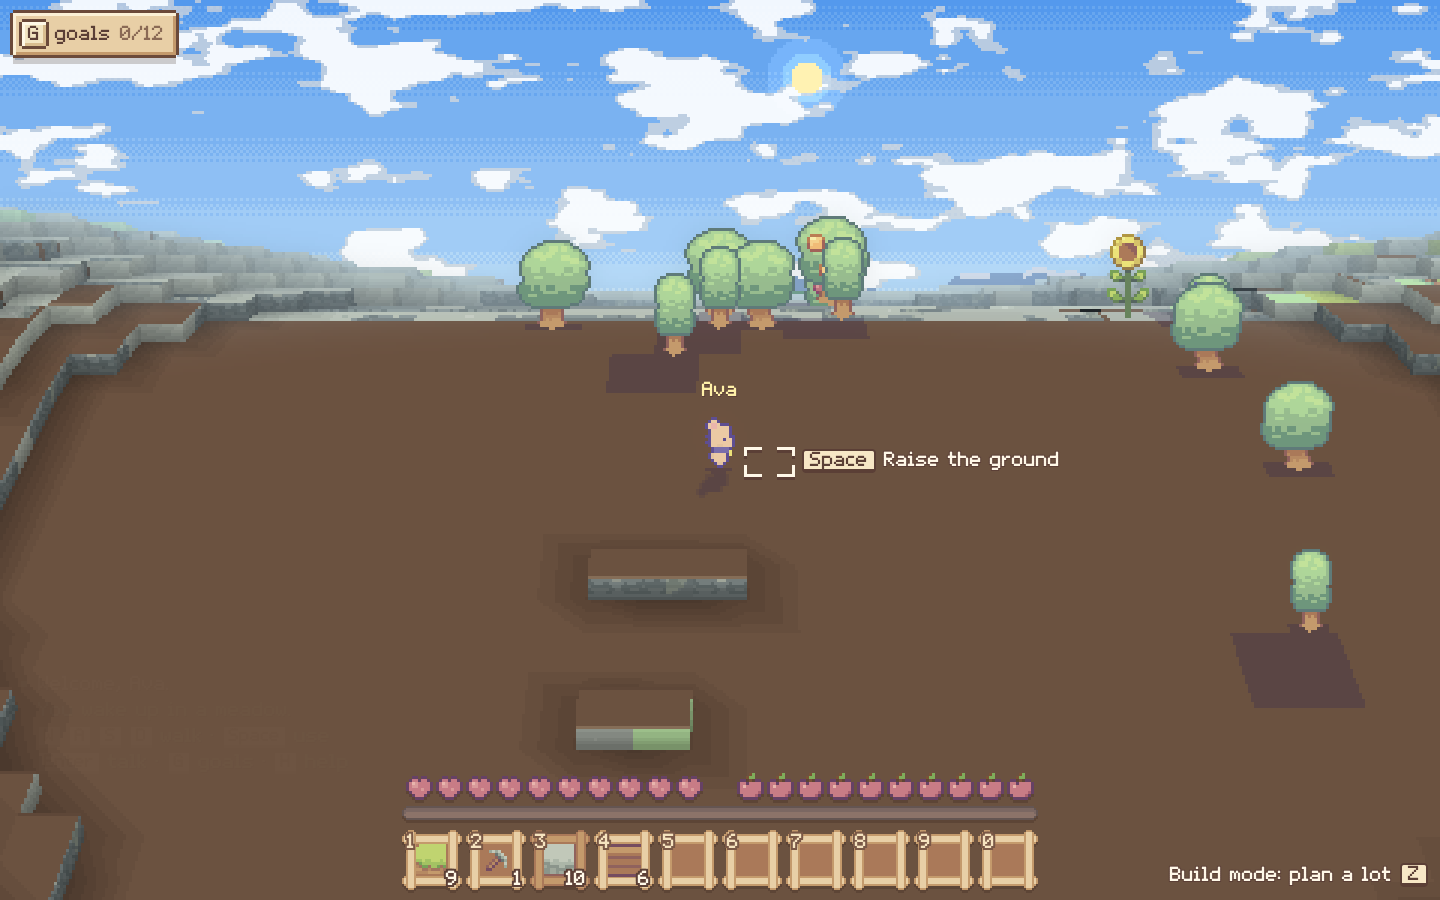 G goals 0/12
Ava
Space Raise the ground
1 2 3 4 5 6 7 8 9 0
9 1 10 6
Build mode: plan a lot Z